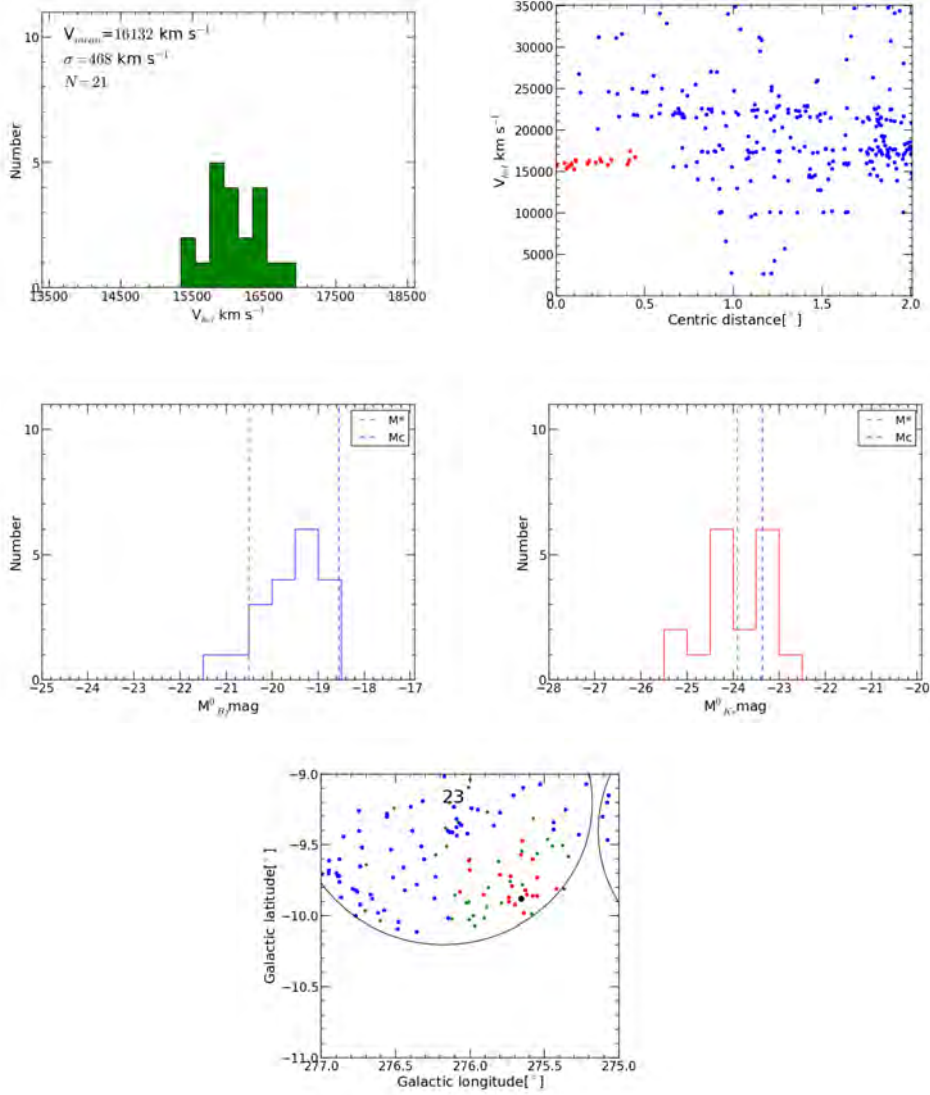 V_mean=16132 km s⁻¹
σ=468 km s⁻¹
N=21
10
5
0
Number
13500 14500 15500 16500 17500 18500
V_hel km s⁻¹
35000
30000
25000
20000
15000
10000
5000
0
V_hel km s⁻¹
0.0 0.5 1.0 1.5 2.0
Centric distance[°]
M*
Mc
10
5
0
Number
−25 −24 −23 −22 −21 −20 −19 −18 −17
M⁰_BJ mag
M*
Mc
10
5
0
Number
−28 −27 −26 −25 −24 −23 −22 −21 −20
M⁰_Ks mag
23
−9.0
−9.5
−10.0
−10.5
−11.0
Galactic latitude[°]
277.0 276.5 276.0 275.5 275.0
Galactic longitude[°]